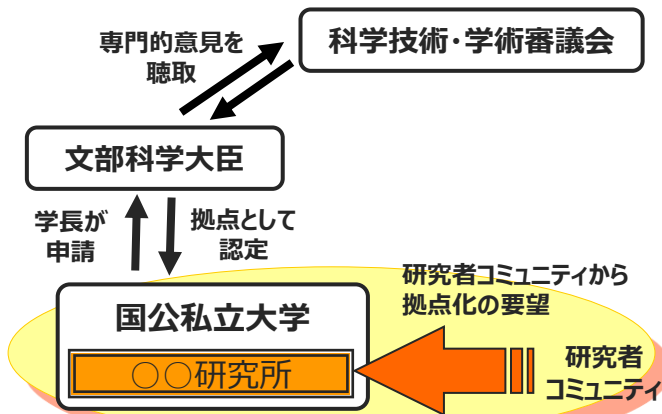 専門的意見を
聴取
科学技術・学術審議会
文部科学大臣
学長が
申請
拠点として
認定
研究者コミュニティから
拠点化の要望
国公私立大学
○○研究所
研究者
コミュニティ